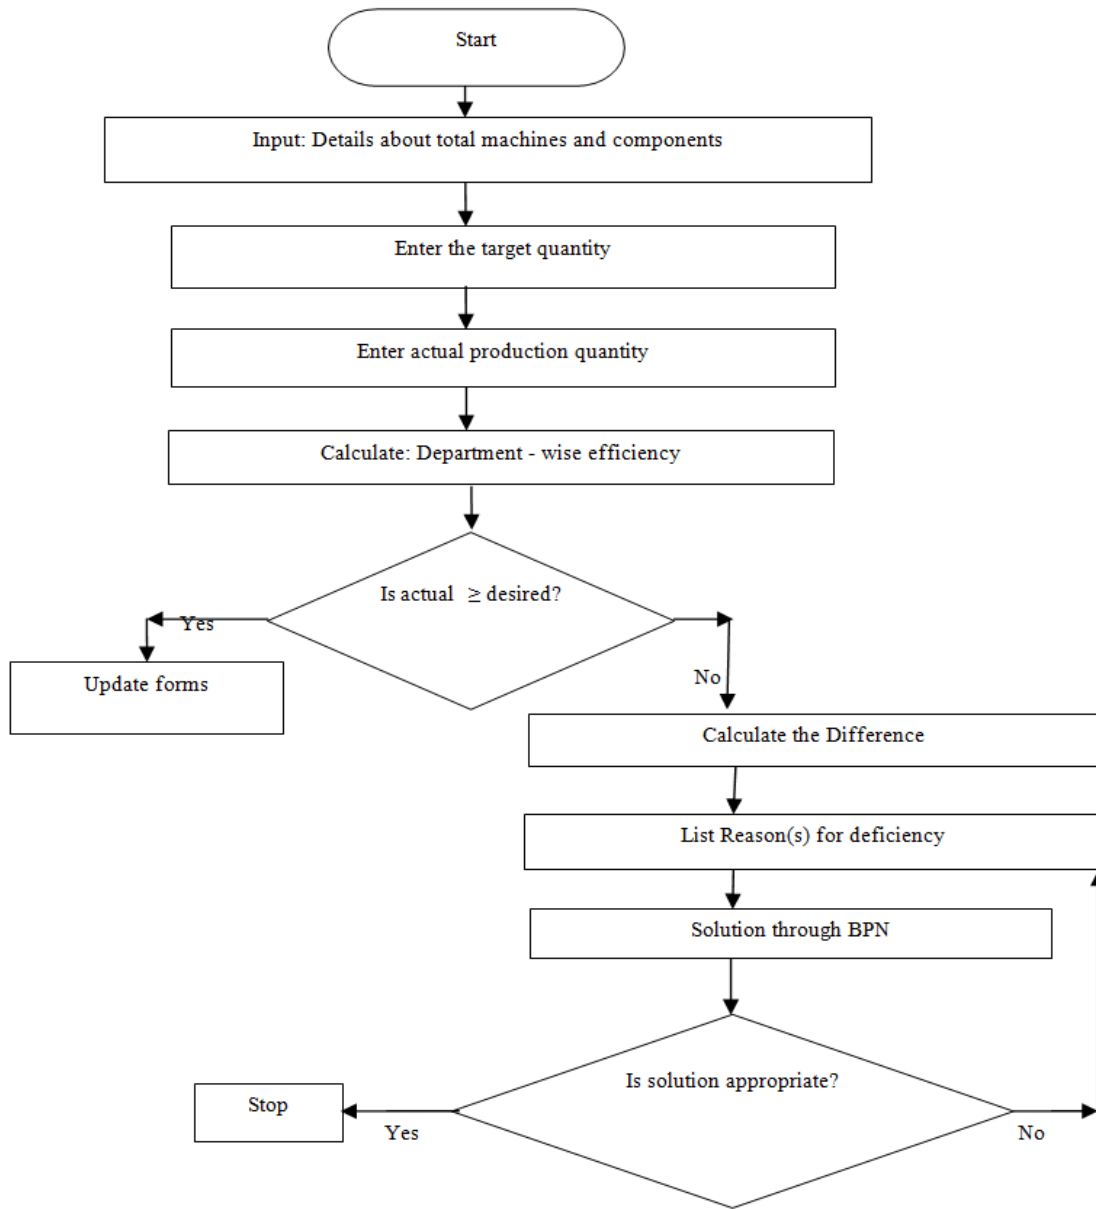 Start
Input: Details about total machines and components
Enter the target quantity
Enter actual production quantity
Calculate: Department - wise efficiency
Is actual ≥ desired?
Yes
Update forms
No
Calculate the Difference
List Reason(s) for deficiency
Solution through BPN
Is solution appropriate?
Stop
Yes
No